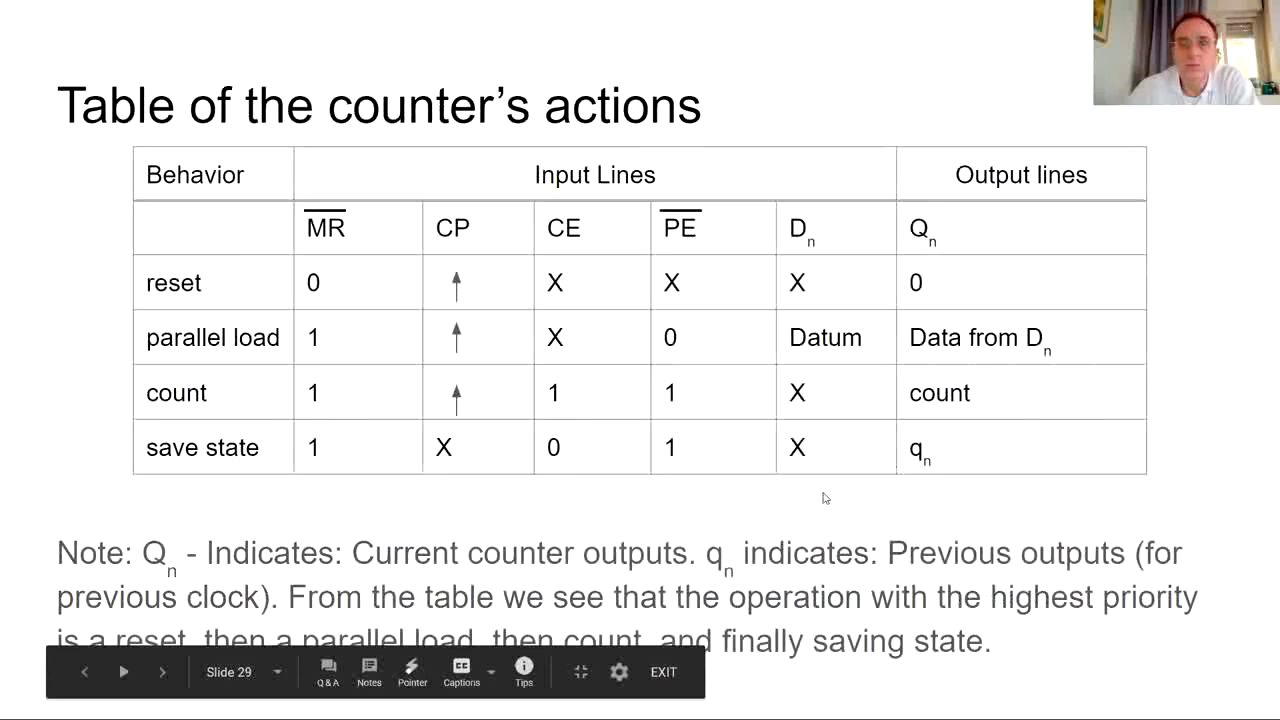 Table of the counter's actions
Behavior Input Lines Output lines
M̅R̅ CP CE P̅E̅ Dn Qn
reset 0 ↑ X X X 0
parallel load 1 ↑ X 0 Datum Data from Dn
count 1 ↑ 1 1 X count
save state 1 X 0 1 X qn
Note: Qn - Indicates: Current counter outputs. qn indicates: Previous outputs (for
previous clock). From the table we see that the operation with the highest priority
is a reset, then a parallel load, then count, and finally saving state.
Slide 29 Q & A Notes Pointer CC Captions Tips EXIT